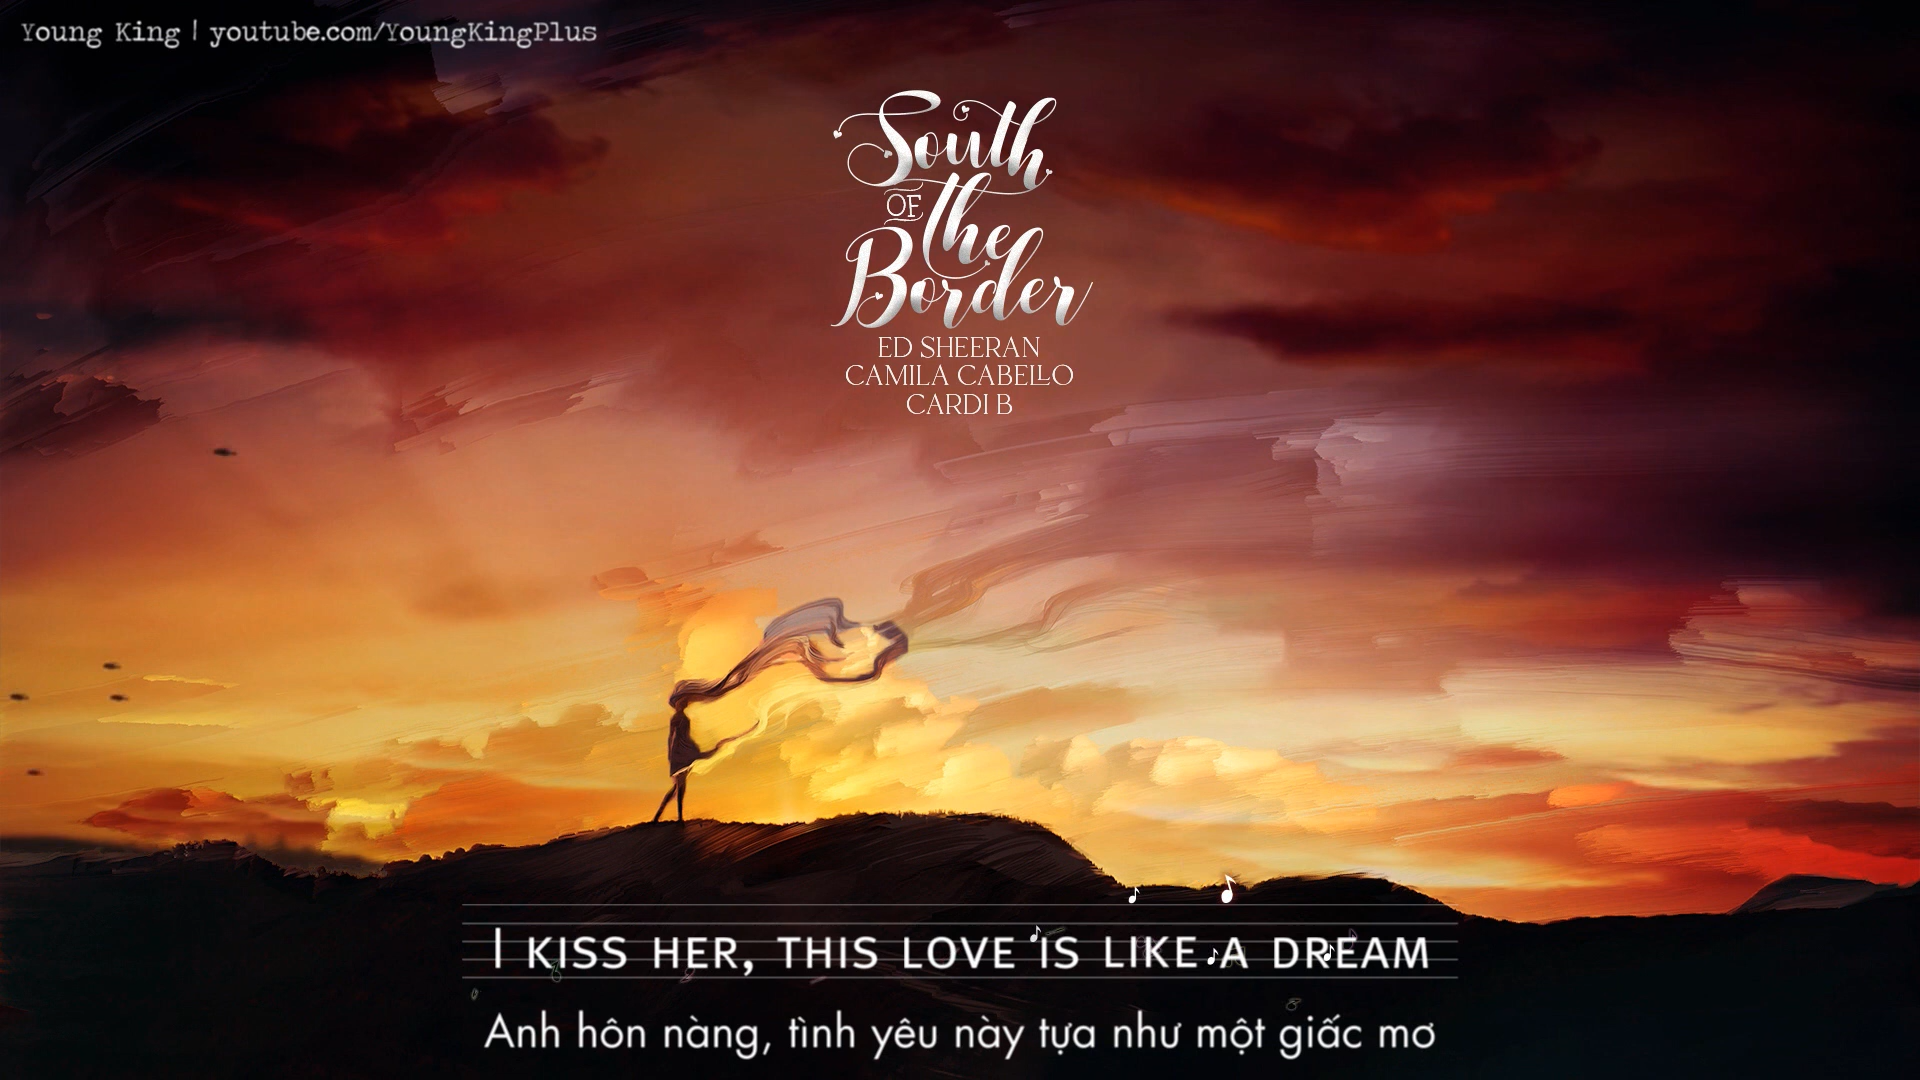 Young King | youtube.com/YoungKingPlus
South
OF the
Border
ED SHEERAN
CAMILA CABELLO
CARDI B
I KISS HER, THIS LOVE IS LIKE A DREAM
Anh hôn nàng, tình yêu này tựa như một giấc mơ